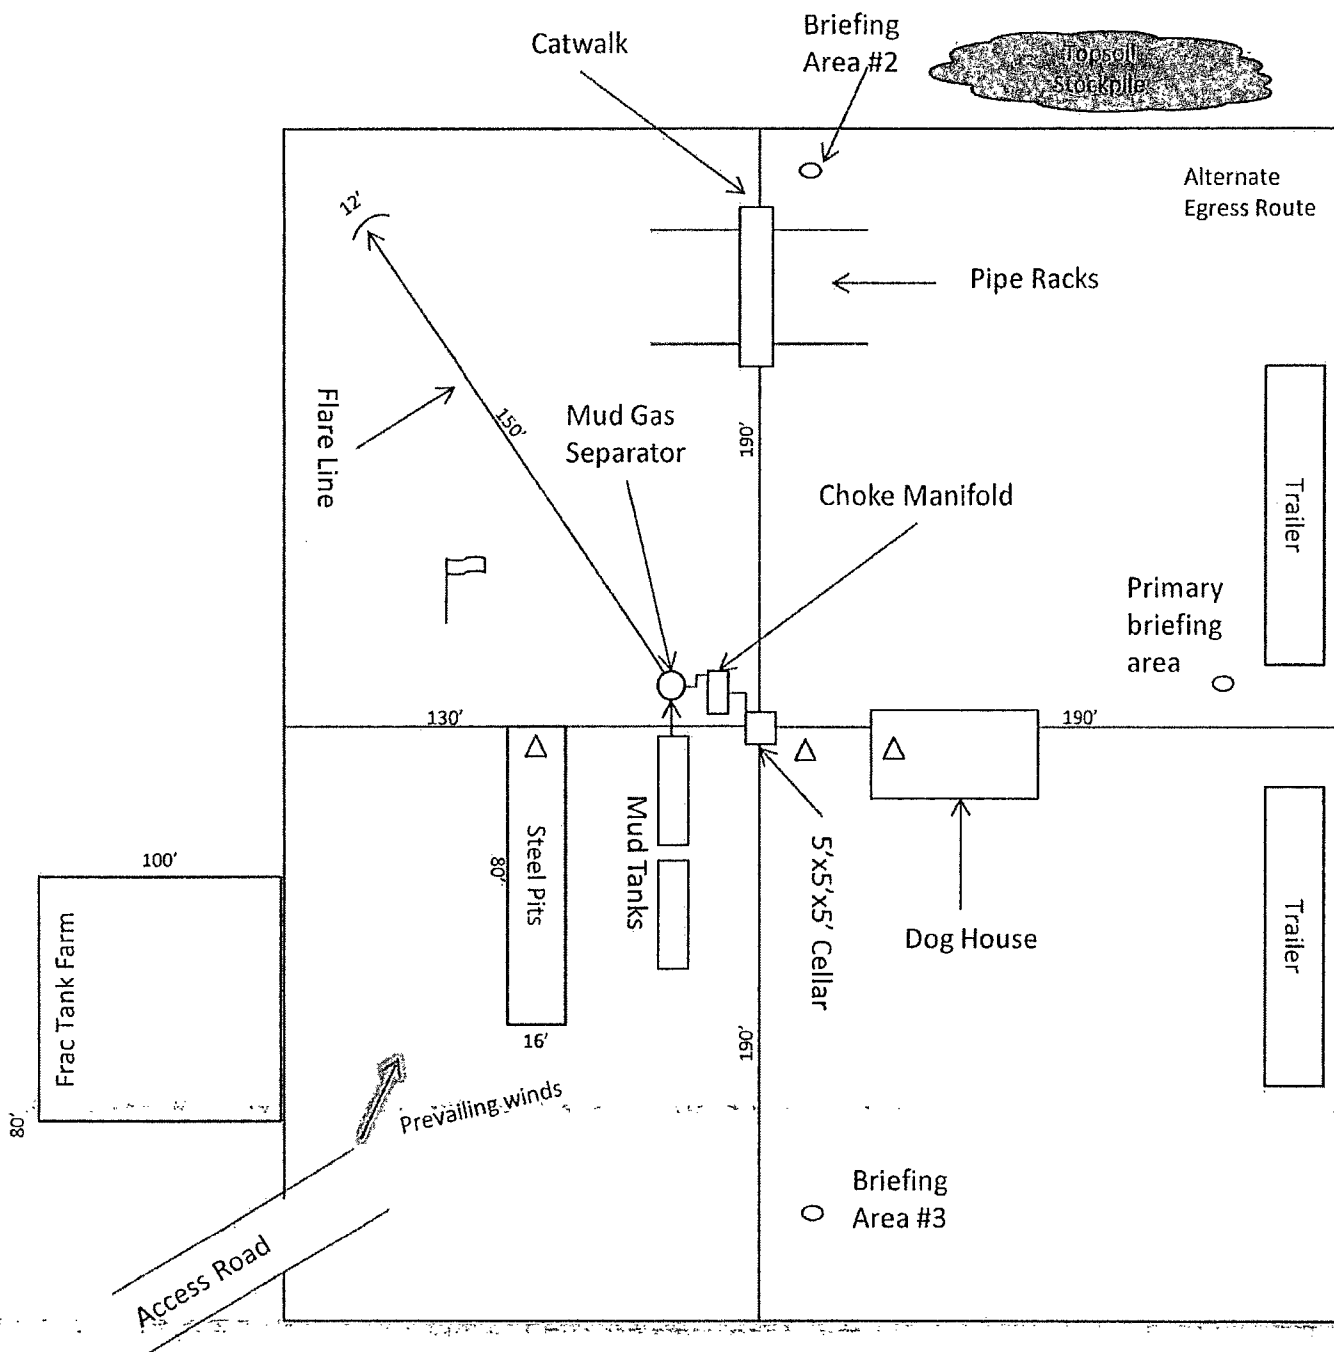 Briefing
Area #2
Catwalk
Topsoil
Stockpile
Alternate
Egress Route
12'
Pipe Racks
Flare Line
150'
Mud Gas
Separator
190'
Choke Manifold
Trailer
Primary
briefing
area
130'
190'
Steel Pits
80'
Mud Tanks
5'x5'x5' Cellar
Dog House
Trailer
100'
Frac Tank Farm
80'
16'
190'
Prevailing winds
Briefing
Area #3
Access Road